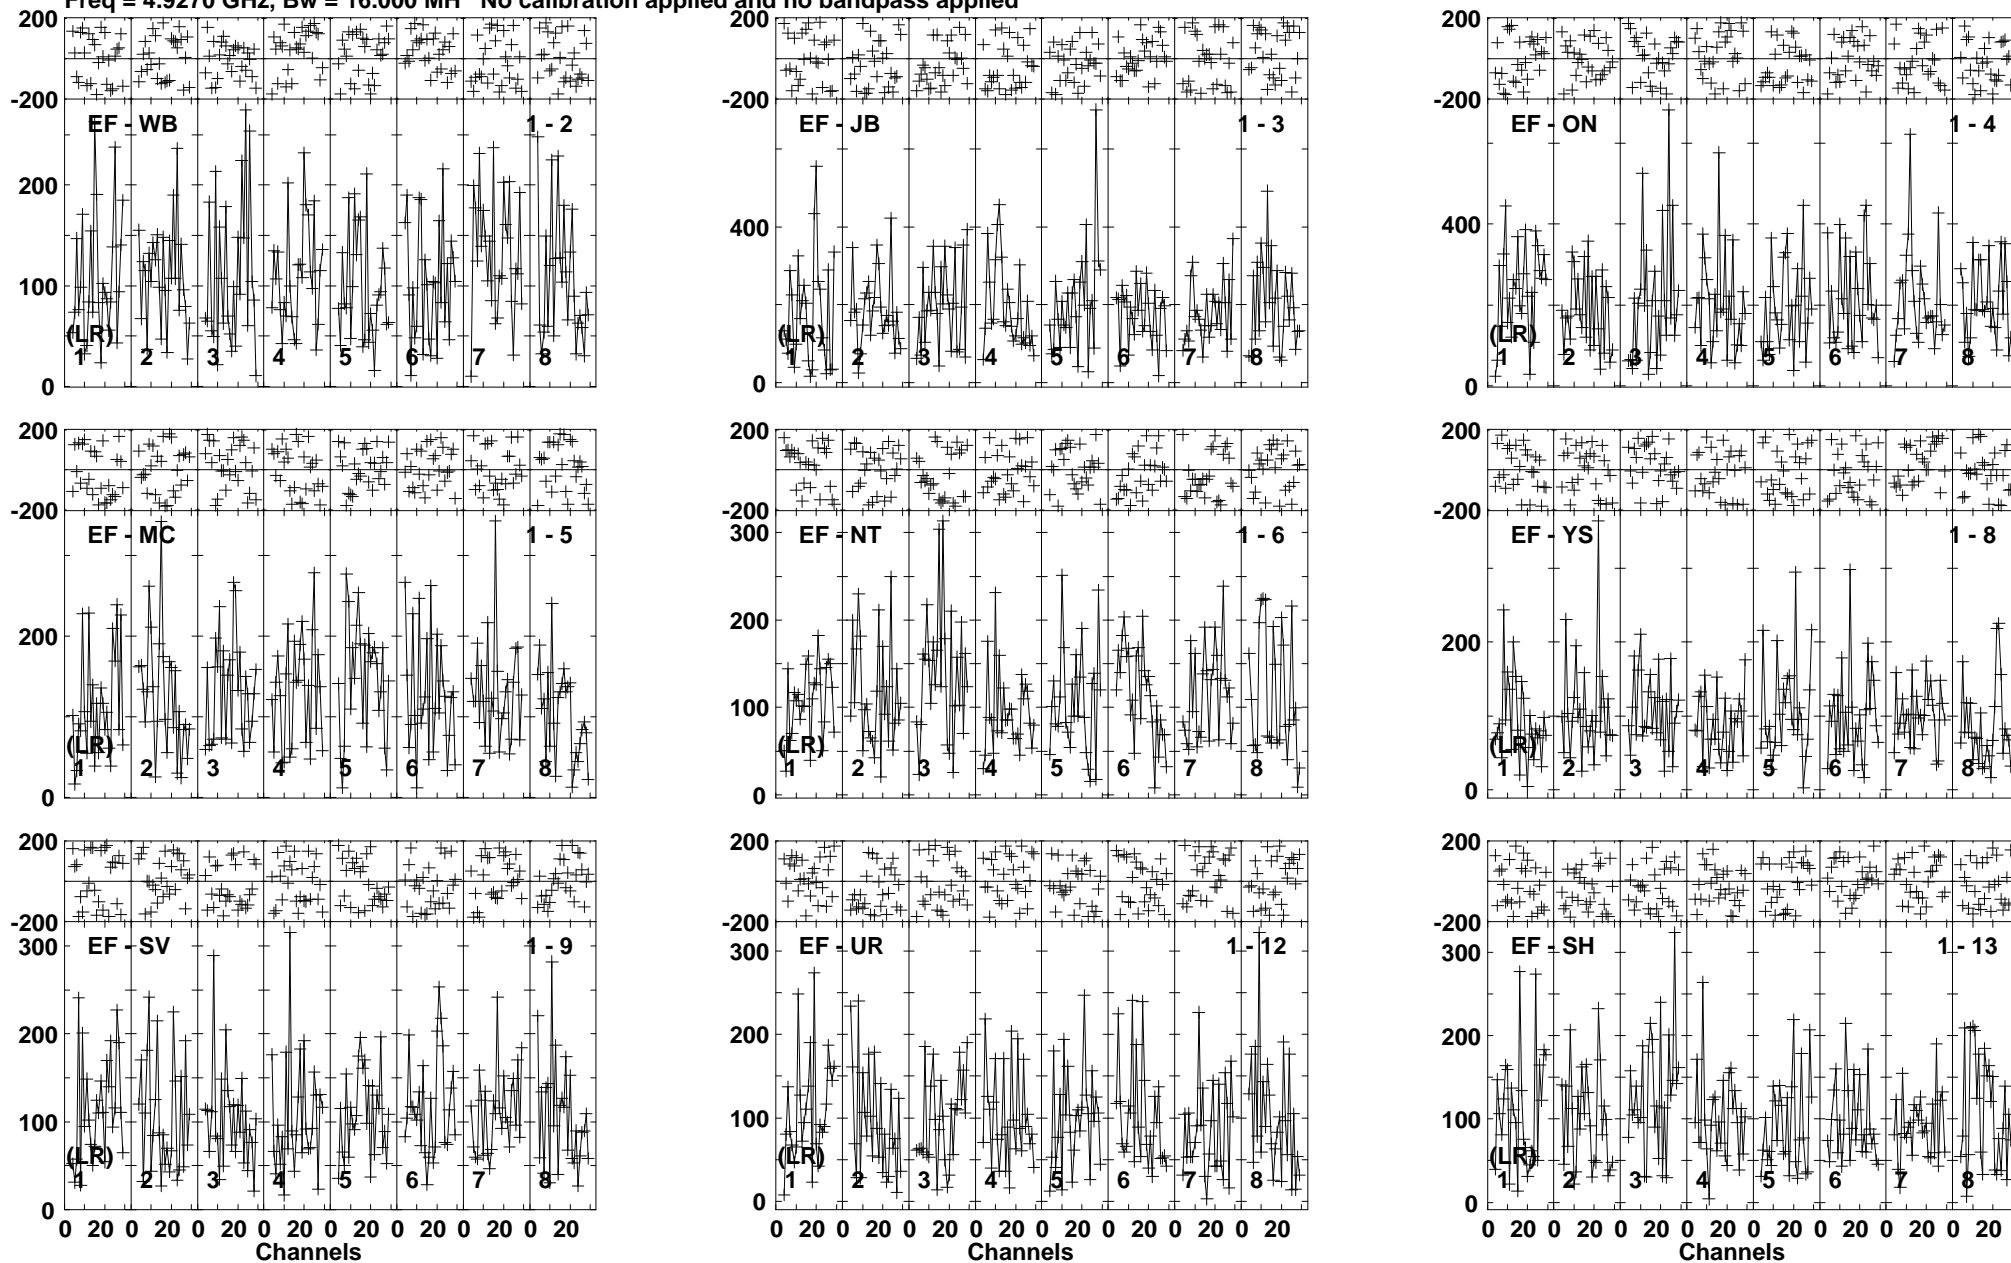 Freq = 4.9270 GHz, Bw = 16.000 MH No calibration applied and no bandpass applied
200
-200
EF - WB 1 - 2
200
100
0
(LR)
1 2 3 4 5 6 7 8
200
-200
EF - JB 1 - 3
400
200
0
(LR)
1 2 3 4 5 6 7 8
200
-200
EF - ON 1 - 4
400
200
0
(LR)
1 2 3 4 5 6 7 8
200
-200
EF - MC 1 - 5
200
0
(LR)
1 2 3 4 5 6 7 8
200
-200
EF - NT 1 - 6
300
200
100
0
(LR)
1 2 3 4 5 6 7 8
200
-200
EF - YS 1 - 8
200
100
0
(LR)
1 2 3 4 5 6 7 8
200
-200
EF - SV 1 - 9
300
200
100
0
(LR)
1 2 3 4 5 6 7 8
0 20 0 20 0 20 0 20 0 20 0 20 0 20 0 20
Channels
200
-200
EF - UR 1 - 12
300
200
100
0
(LR)
1 2 3 4 5 6 7 8
0 20 0 20 0 20 0 20 0 20 0 20 0 20 0 20
Channels
200
-200
EF - SH 1 - 13
300
200
100
0
(LR)
1 2 3 4 5 6 7 8
0 20 0 20 0 20 0 20 0 20 0 20 0 20 0 20
Channels